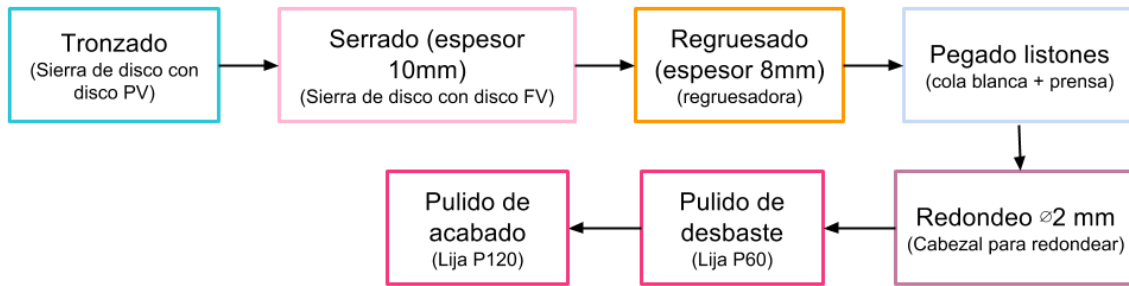 Tronzado
(Sierra de disco con
disco PV)
Serrado (espesor
10mm)
(Sierra de disco con disco FV)
Regruesado
(espesor 8mm)
(regruesadora)
Pegado listones
(cola blanca + prensa)
Redondeo ∅2 mm
(Cabezal para redondear)
Pulido de
desbaste
(Lija P60)
Pulido de
acabado
(Lija P120)